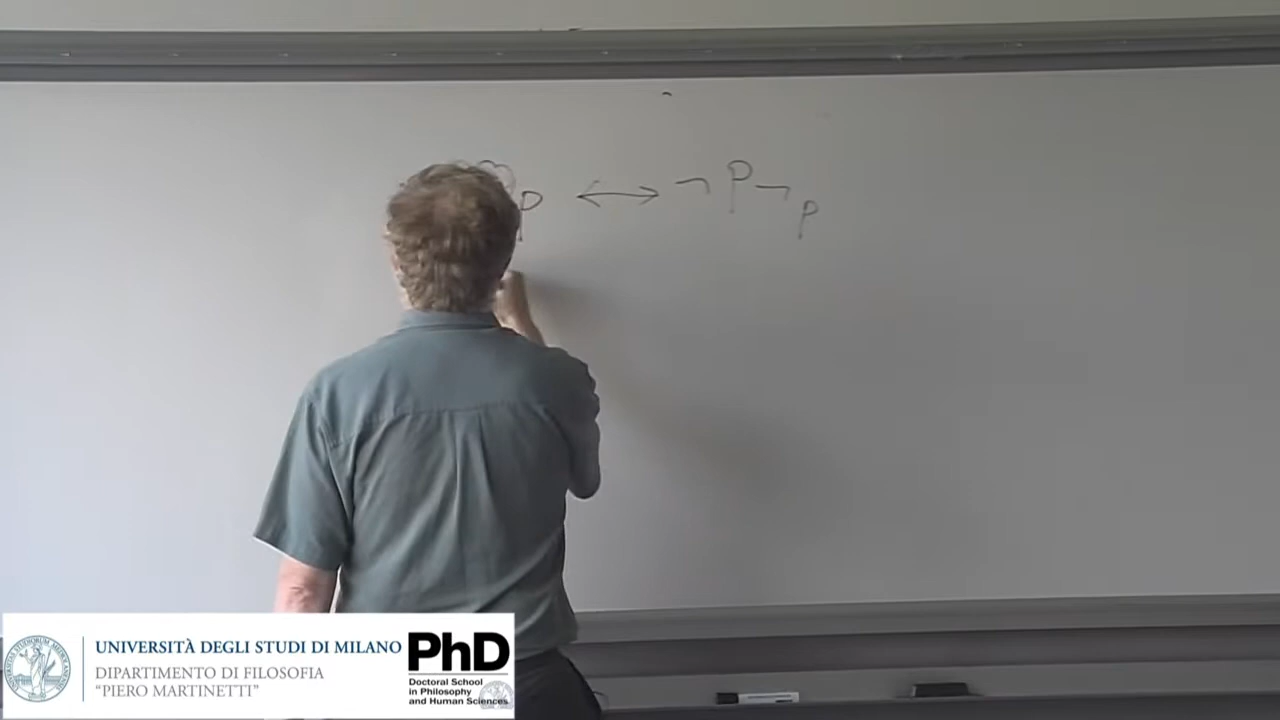 p ↔ ¬ P ¬ p
UNIVERSITÀ DEGLI STUDI DI MILANO
DIPARTIMENTO DI FILOSOFIA
"PIERO MARTINETTI"
PhD
Doctoral School
in Philosophy
and Human Sciences